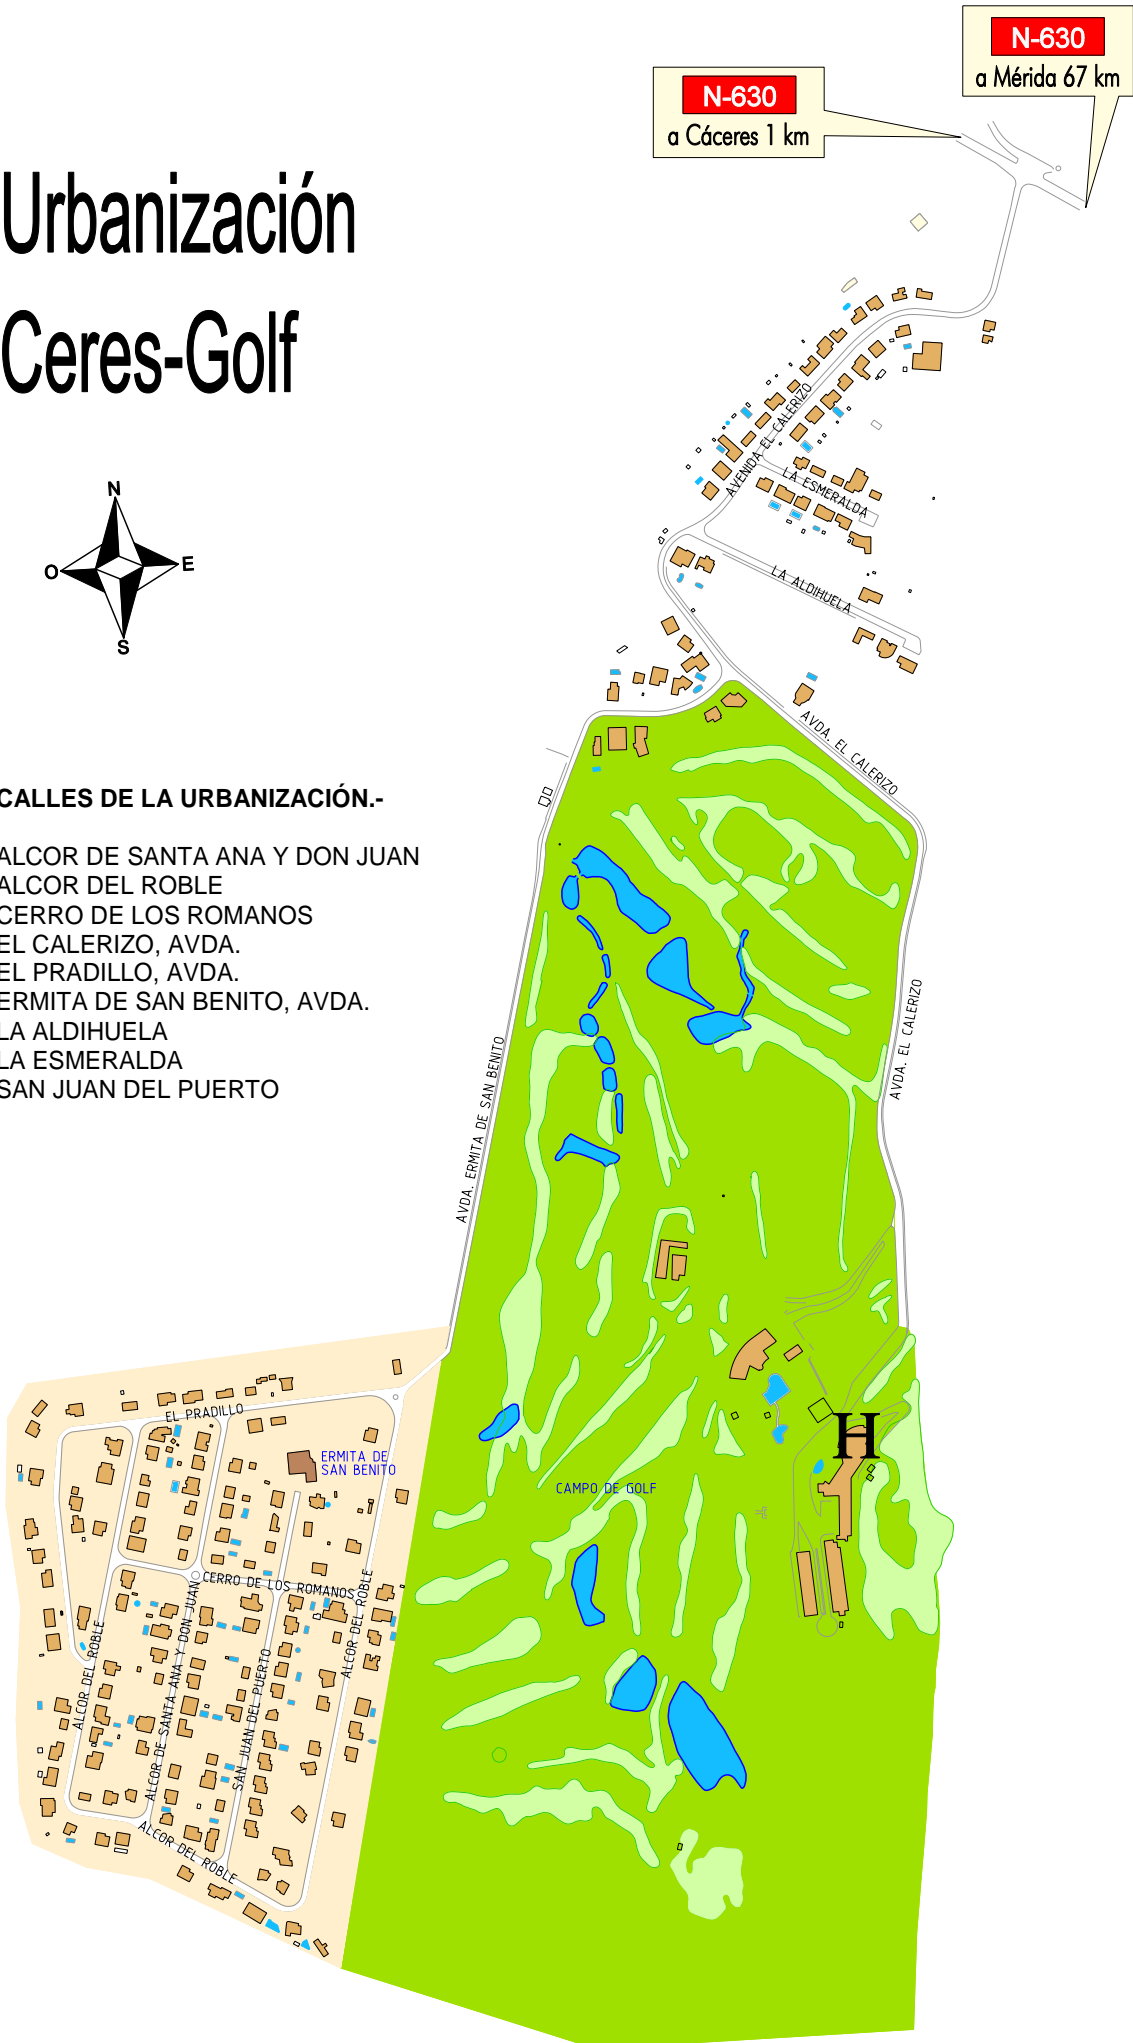 N-630
a Mérida 67 km
N-630
a Cáceres 1 km
Urbanización
Ceres-Golf
N
O
E
S
AVENIDA EL CALERIZO
LA ESMERALDA
LA ALDIHUELA
AVDA. EL CALERIZO
CALLES DE LA URBANIZACIÓN.-
ALCOR DE SANTA ANA Y DON JUAN
ALCOR DEL ROBLE
CERRO DE LOS ROMANOS
EL CALERIZO, AVDA.
EL PRADILLO, AVDA.
ERMITA DE SAN BENITO, AVDA.
LA ALDIHUELA
LA ESMERALDA
SAN JUAN DEL PUERTO
AVDA. EL CALERIZO
AVDA. ERMITA DE SAN BENITO
EL PRADILLO
ERMITA DE
SAN BENITO
H
CAMPO DE GOLF
CERRO DE LOS ROMANOS
ALCOR DEL ROBLE
ALCOR DE SANTA ANA Y DON JUAN
SAN JUAN DEL PUERTO
ALCOR DEL ROBLE
ALCOR DEL ROBLE